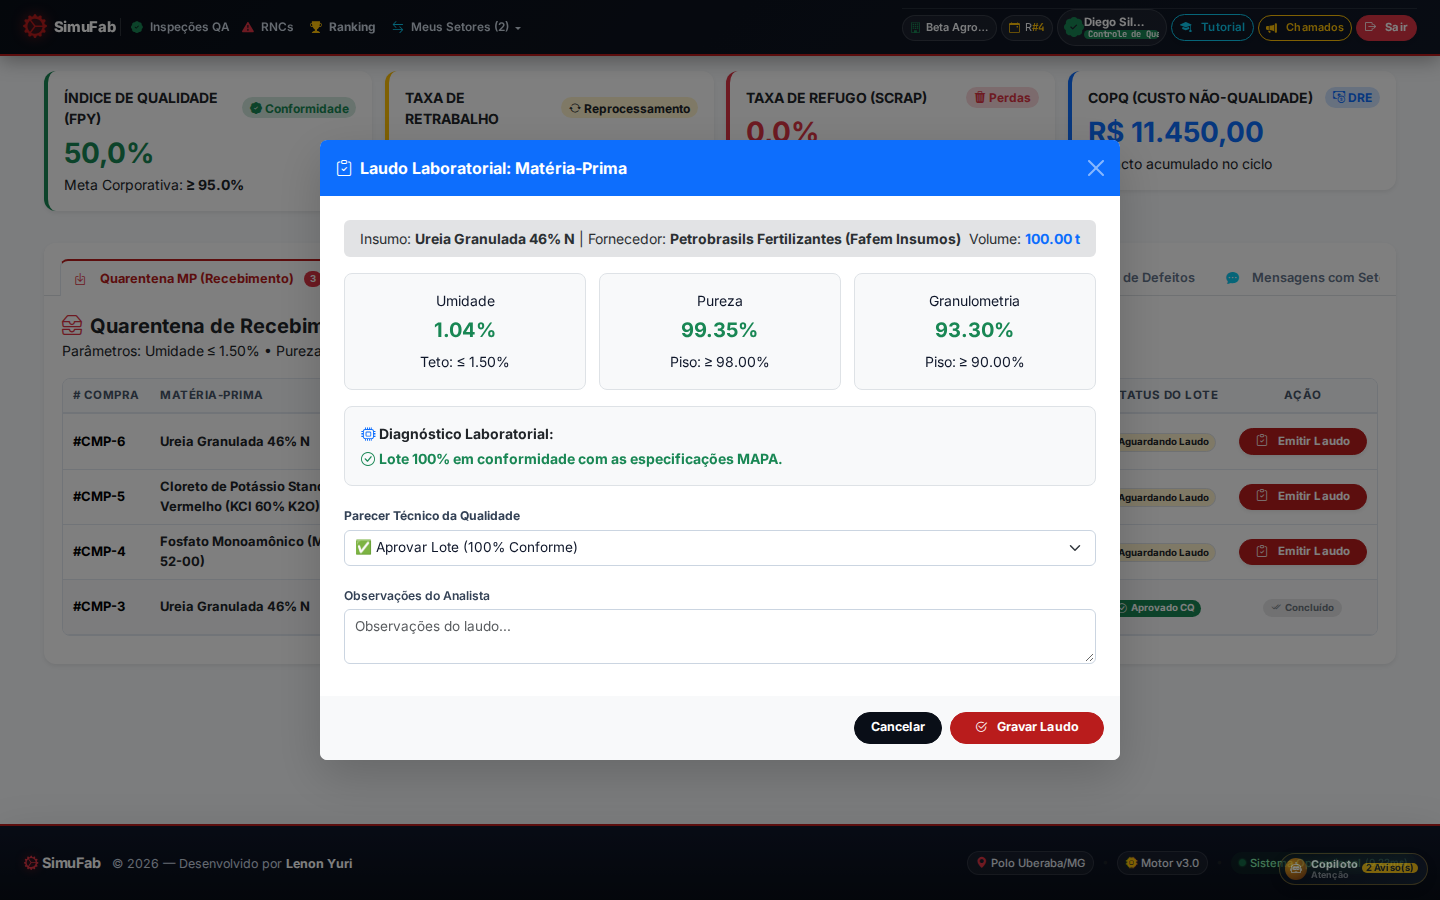 SimuFab
Inspeções QA
RNCs
Ranking
Meus Setores (2)
Beta Agro...
R#4
Diego Sil...
Controle de Qua
Tutorial
Chamados
Sair
ÍNDICE DE QUALIDADE (FPY)
Conformidade
50,0%
Meta Corporativa: ≥ 95.0%
TAXA DE RETRABALHO
Reprocessamento
TAXA DE REFUGO (SCRAP)
Perdas
0,0%
COPQ (CUSTO NÃO-QUALIDADE)
DRE
R$ 11.450,00
cto acumulado no ciclo
Laudo Laboratorial: Matéria-Prima
Insumo: Ureia Granulada 46% N | Fornecedor: Petrobrasils Fertilizantes (Fafem Insumos) Volume: 100.00 t
Umidade
1.04%
Teto: ≤ 1.50%
Pureza
99.35%
Piso: ≥ 98.00%
Granulometria
93.30%
Piso: ≥ 90.00%
Diagnóstico Laboratorial:
Lote 100% em conformidade com as especificações MAPA.
Parecer Técnico da Qualidade
✅ Aprovar Lote (100% Conforme)
Observações do Analista
Observações do laudo...
Cancelar
Gravar Laudo
Quarentena MP (Recebimento) 3
de Defeitos
Mensagens com Set
Quarentena de Recebim
Parâmetros: Umidade ≤ 1.50% • Pureza
# COMPRA
MATÉRIA-PRIMA
TATUS DO LOTE
AÇÃO
#CMP-6
Ureia Granulada 46% N
Aguardando Laudo
Emitir Laudo
#CMP-5
Cloreto de Potássio Stand
Vermelho (KCl 60% K2O)
Aguardando Laudo
Emitir Laudo
#CMP-4
Fosfato Monoamônico (M
52-00)
Aguardando Laudo
Emitir Laudo
#CMP-3
Ureia Granulada 46% N
Aprovado CQ
Concluído
SimuFab
© 2026 — Desenvolvido por Lenon Yuri
Polo Uberaba/MG
Motor v3.0
Sistem
Copiloto
Atenção
2 Aviso(s)